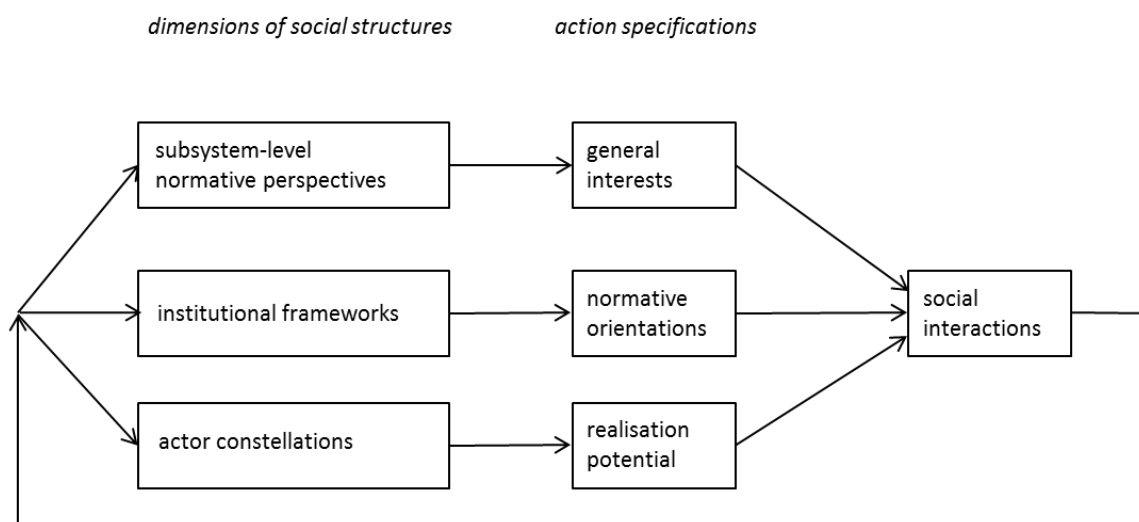 dimensions of social structures
action specifications
subsystem-level
normative perspectives
general
interests
institutional frameworks
normative
orientations
social
interactions
actor constellations
realisation
potential